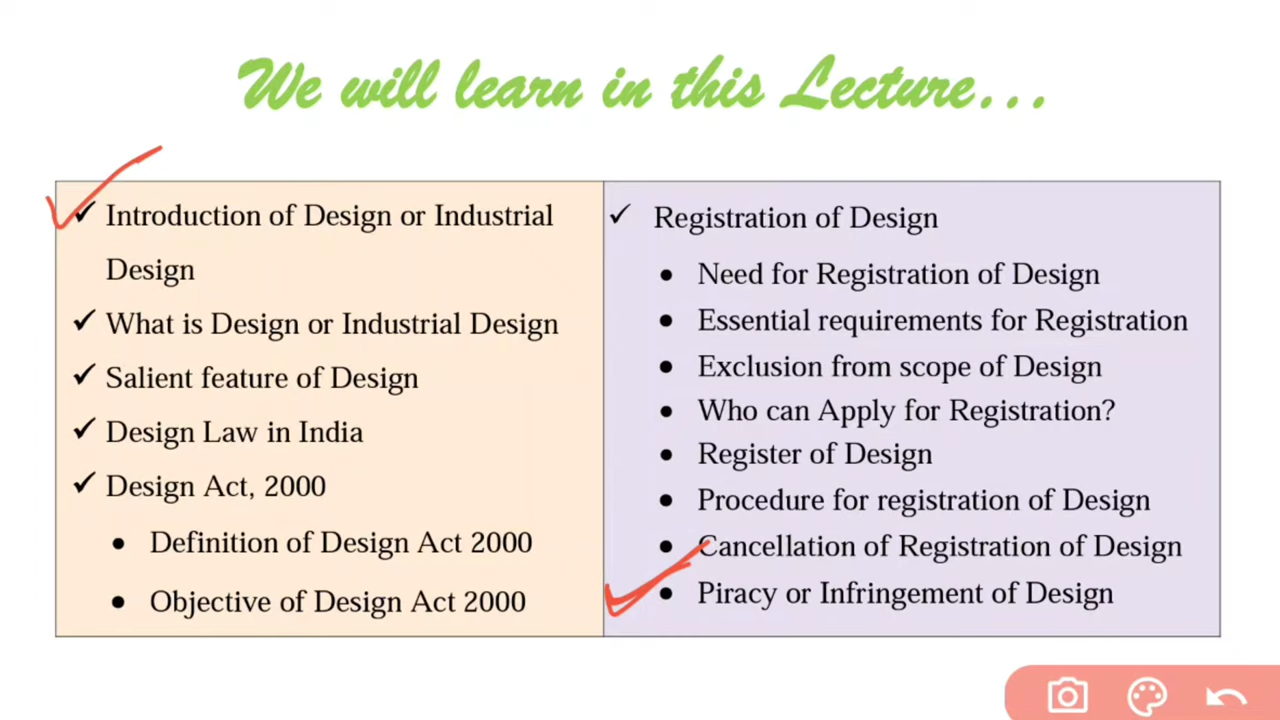 We will learn in this Lecture...
✓ Introduction of Design or Industrial
Design
✓ What is Design or Industrial Design
✓ Salient feature of Design
✓ Design Law in India
✓ Design Act, 2000
• Definition of Design Act 2000
• Objective of Design Act 2000
✓ Registration of Design
• Need for Registration of Design
• Essential requirements for Registration
• Exclusion from scope of Design
• Who can Apply for Registration?
• Register of Design
• Procedure for registration of Design
• Cancellation of Registration of Design
• Piracy or Infringement of Design